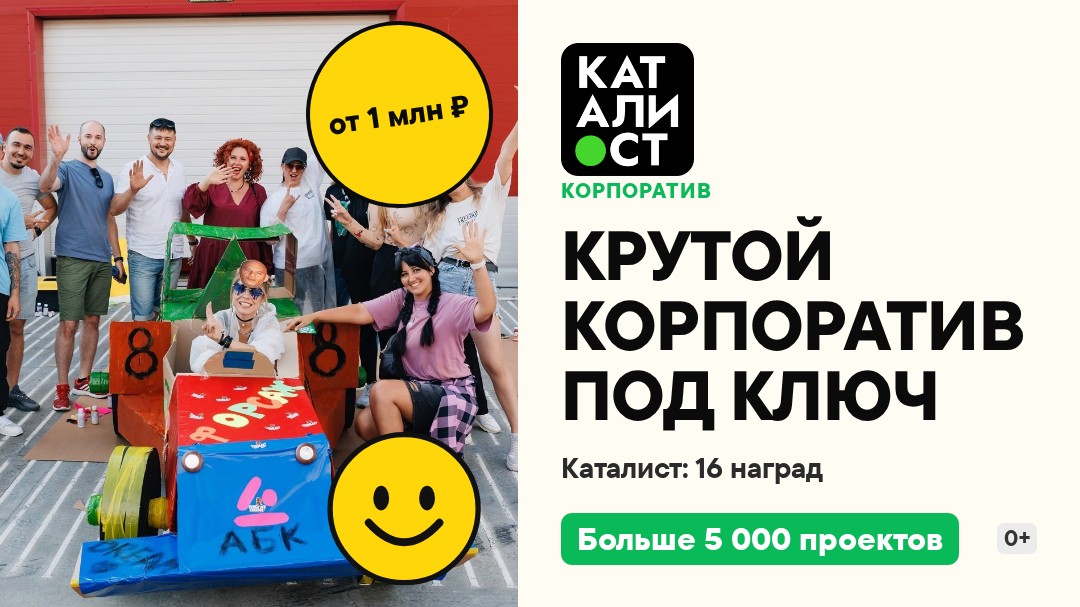 от 1 млн ₽
8
8
АБК
КАТ
АЛИ
СТ
КОРПОРАТИВ
КРУТОЙ
КОРПОРАТИВ
ПОД КЛЮЧ
Каталист: 16 наград
Больше 5 000 проектов
0+